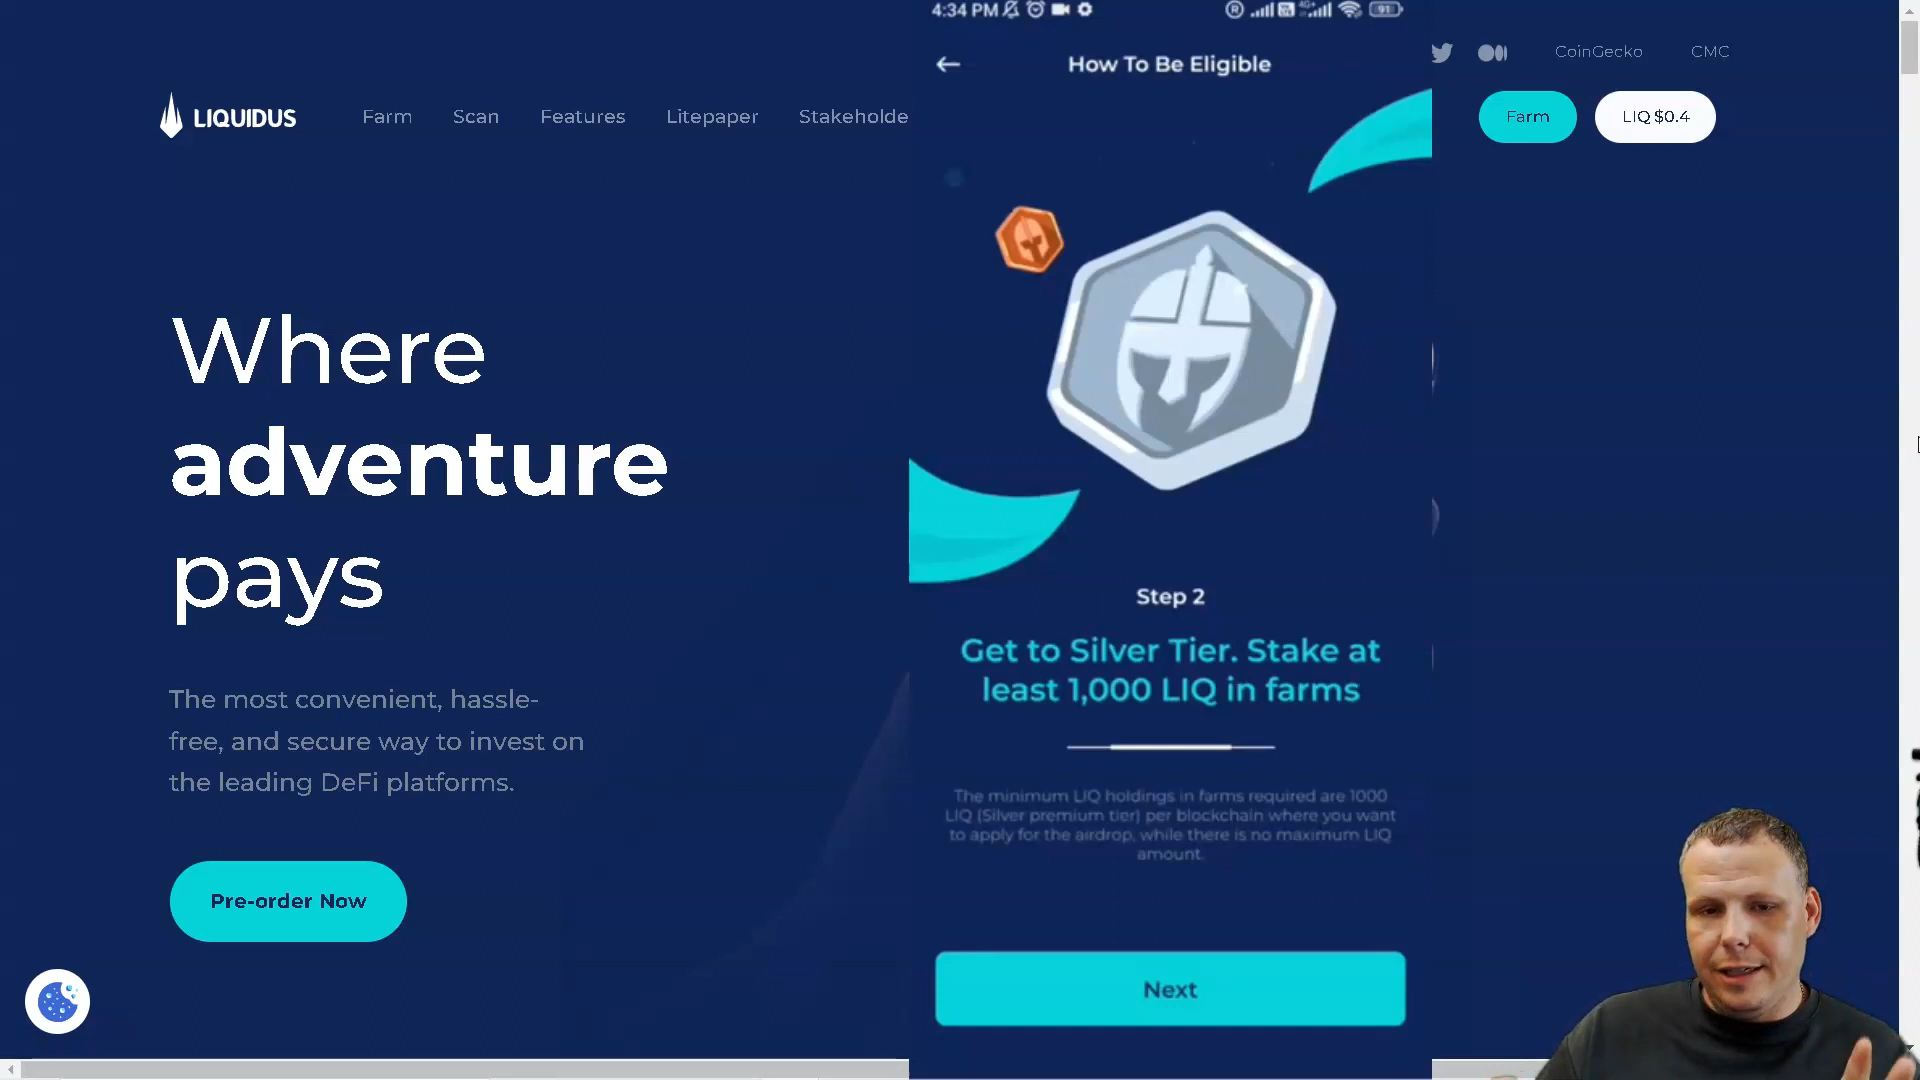 4:34 PM
91
How To Be Eligible
CoinGecko CMC
LIQUIDUS
Farm Scan Features Litepaper Stakeholde
Farm LIQ $0.4
Where
adventure
pays
Step 2
Get to Silver Tier. Stake at
least 1,000 LIQ in farms
The most convenient, hassle-
free, and secure way to invest on
the leading DeFi platforms.
The minimum LIQ holdings in farms required are 1000
LIQ (Silver premium tier) per blockchain where you want
to apply for the airdrop, while there is no maximum LIQ
amount.
Pre-order Now
Next